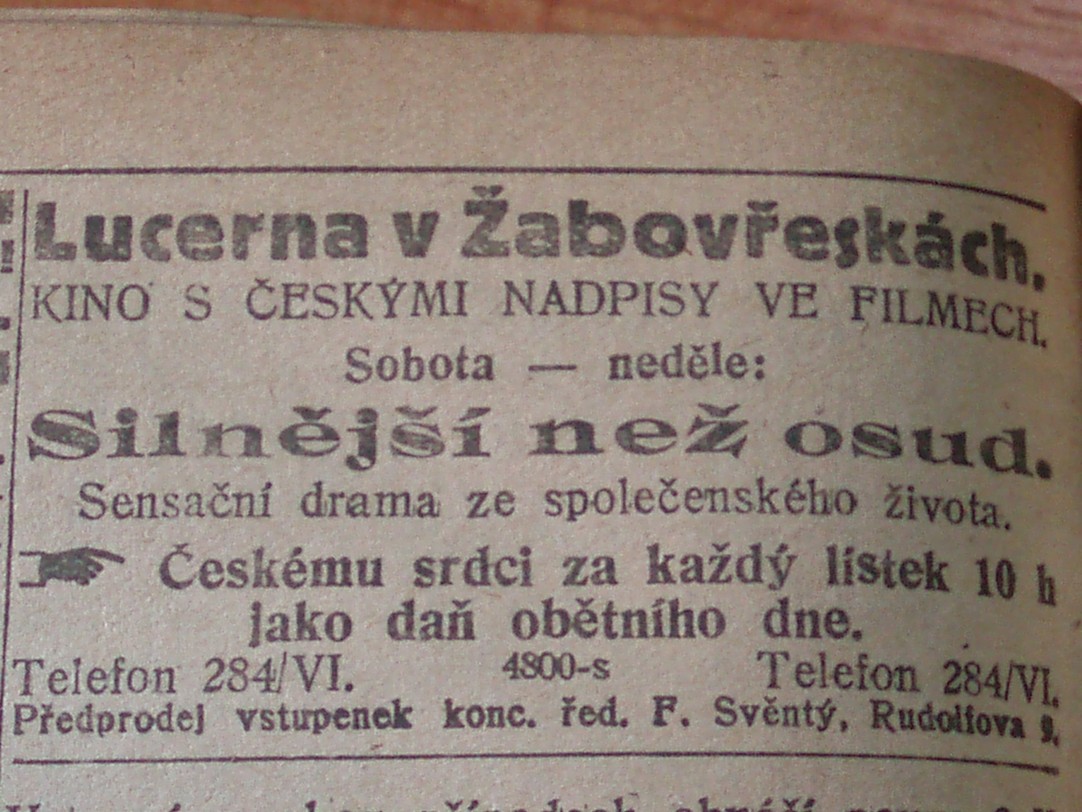 Lucerna v Žabovřeskách.
KINO S ČESKÝMI NADPISY VE FILMECH.
Sobota — neděle:
Silnější než osud.
Sensační drama ze společenského života.
Českému srdci za každý lístek 10 h
jako daň obětního dne.
Telefon 284/VI. 4800-s Telefon 284/VI.
Předprodej vstupenek konc. řed. F. Svěntý, Rudolfova 9.